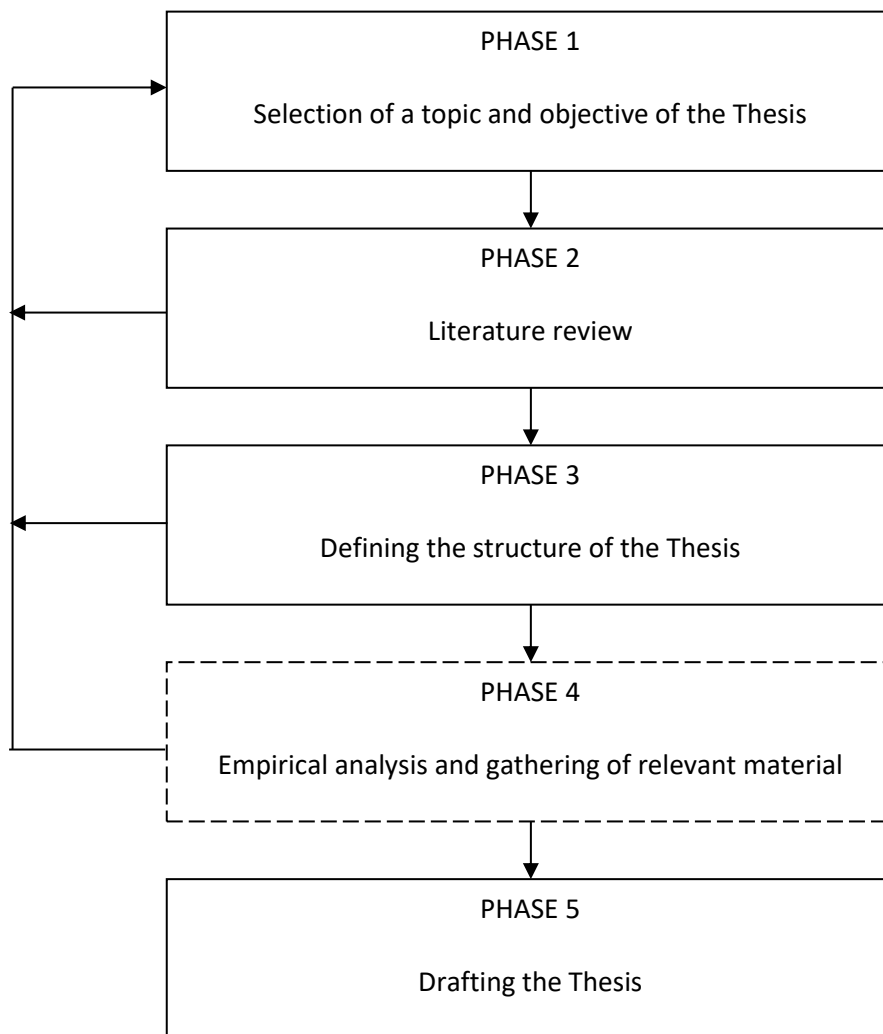 PHASE 1
Selection of a topic and objective of the Thesis
PHASE 2
Literature review
PHASE 3
Defining the structure of the Thesis
PHASE 4
Empirical analysis and gathering of relevant material
PHASE 5
Drafting the Thesis